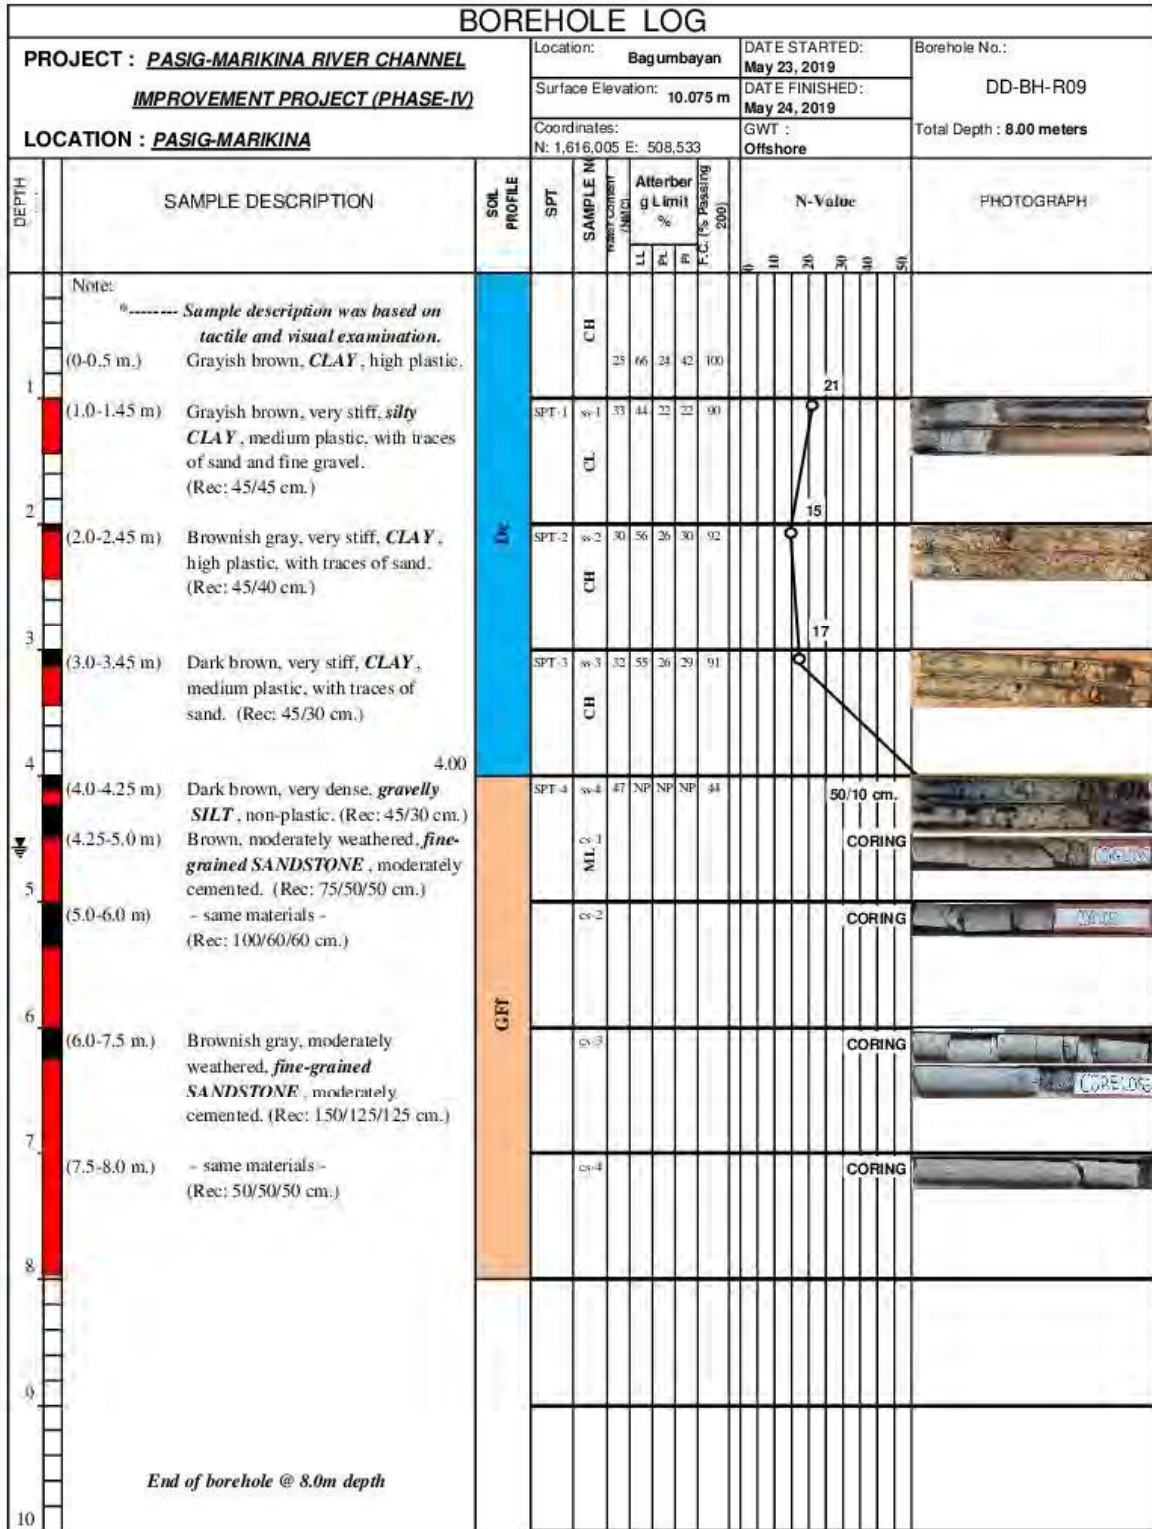 BOREHOLE LOG
PROJECT : PASIG-MARIKINA RIVER CHANNEL
IMPROVEMENT PROJECT (PHASE-IV)
LOCATION : PASIG-MARIKINA
Location: Bagumbayan
Surface Elevation: 10.075 m
Coordinates:
N: 1,616,005 E: 508,533
DATE STARTED:
May 23, 2019
DATE FINISHED:
May 24, 2019
GWT :
Offshore
Borehole No.:
DD-BH-R09
Total Depth : 8.00 meters
DEPTH
SAMPLE DESCRIPTION
SOIL PROFILE
SPT
SAMPLE NO
(NMC)
Atterber
g Limit
%
LL PL PI
F.C. (% Passing 200)
N-Value
0 10 20 30 40 50
PHOTOGRAPH
Note:
*-------- Sample description was based on
tactile and visual examination.
(0-0.5 m.) Grayish brown, CLAY , high plastic.
CH
25 66 24 42 100
1
21
(1.0-1.45 m) Grayish brown, very stiff, silty
CLAY , medium plastic, with traces
of sand and fine gravel.
(Rec: 45/45 cm.)
SPT-1 ss-1 33 44 22 22 90
CL
2
15
(2.0-2.45 m) Brownish gray, very stiff, CLAY ,
high plastic, with traces of sand.
(Rec: 45/40 cm.)
Dc
SPT-2 ss-2 30 56 26 30 92
CH
3
17
(3.0-3.45 m) Dark brown, very stiff, CLAY ,
medium plastic, with traces of
sand. (Rec: 45/30 cm.)
SPT-3 ss-3 32 55 26 29 91
CH
4
4.00
(4.0-4.25 m) Dark brown, very dense, gravelly
SILT , non-plastic. (Rec: 45/30 cm.)
SPT-4 ss-4 47 NP NP NP 44
50/10 cm.
(4.25-5.0 m) Brown, moderately weathered, fine-
grained SANDSTONE , moderately
cemented. (Rec: 75/50/50 cm.)
cs-1
ML
CORING
CORELOSS
5
(5.0-6.0 m) - same materials -
(Rec: 100/60/60 cm.)
cs-2
CORING
GFf
6
(6.0-7.5 m.) Brownish gray, moderately
weathered, fine-grained
SANDSTONE , moderately
cemented. (Rec: 150/125/125 cm.)
cs-3
CORING
CORELOSS
7
(7.5-8.0 m.) - same materials -
(Rec: 50/50/50 cm.)
cs-4
CORING
8
9
End of borehole @ 8.0m depth
10